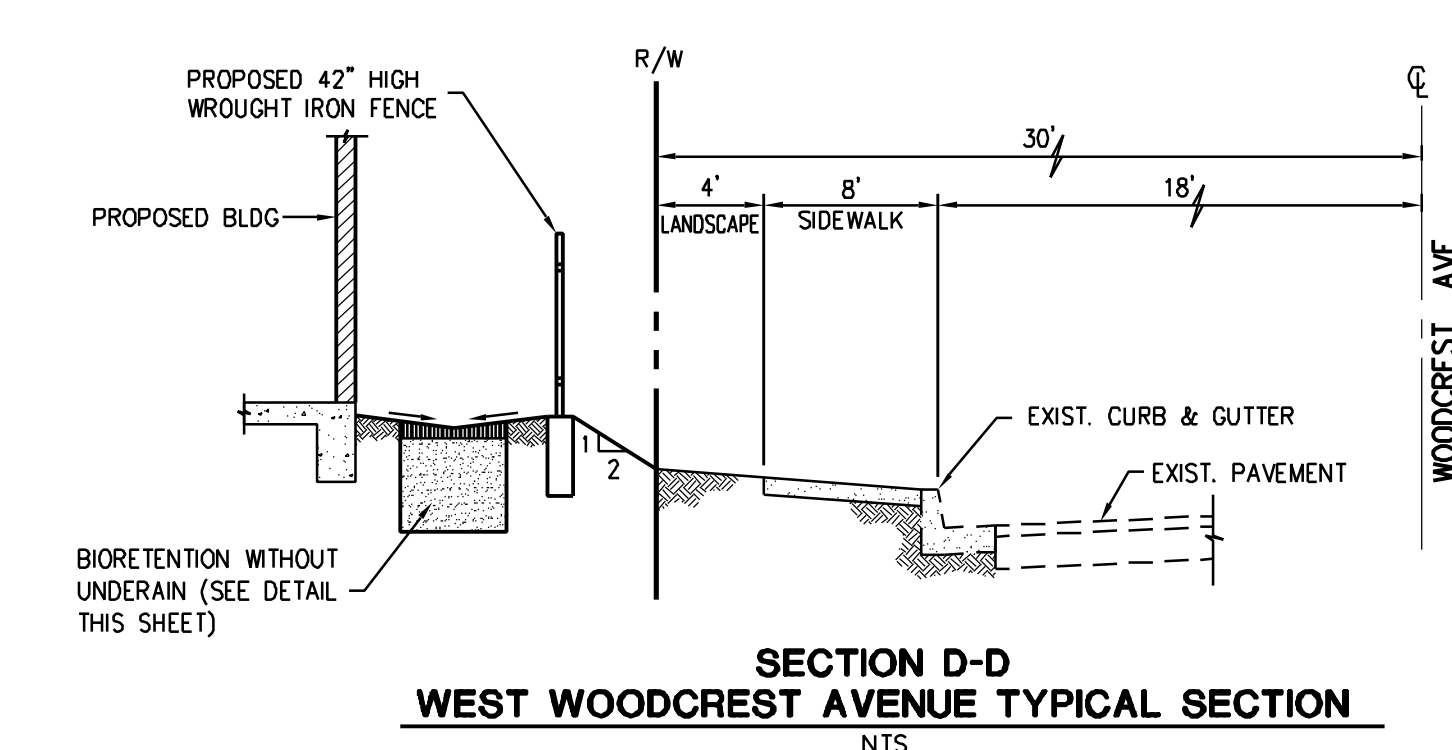 PROPOSED 42" HIGH
WROUGHT IRON FENCE
R/W
℄
30'
4'
8'
18'
LANDSCAPE
SIDEWALK
PROPOSED BLDG
WOODCREST AVE
EXIST. CURB & GUTTER
1
2
EXIST. PAVEMENT
BIORETENTION WITHOUT
UNDERAIN (SEE DETAIL
THIS SHEET)
SECTION D-D
WEST WOODCREST AVENUE TYPICAL SECTION
NTS